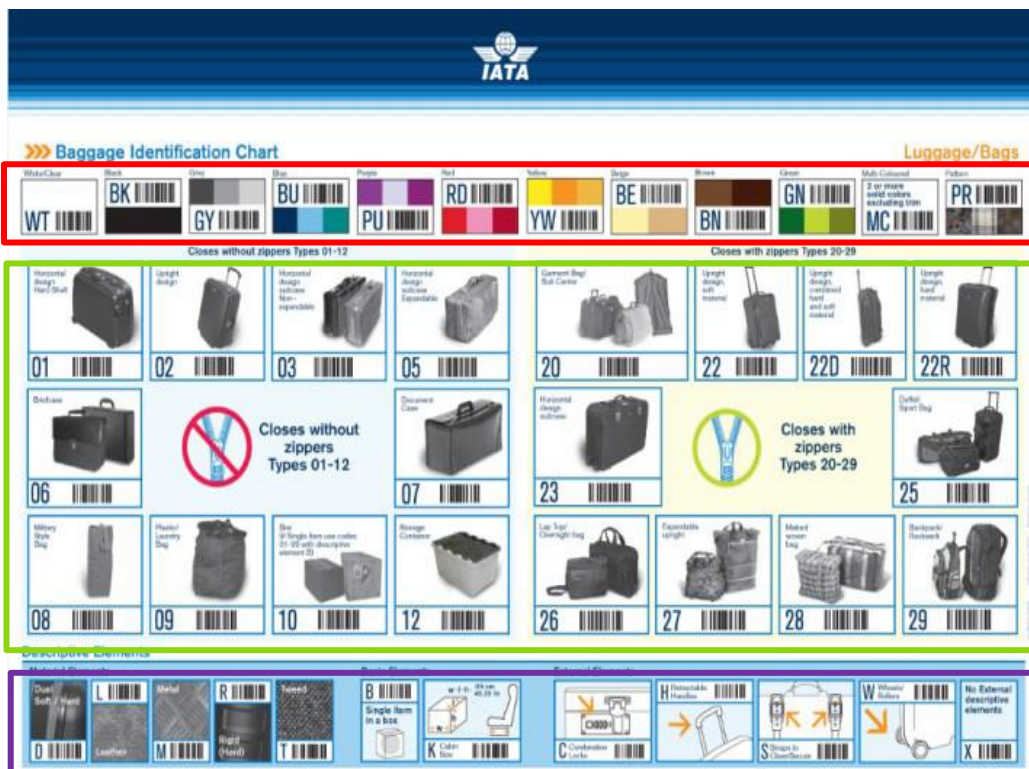 IATA
>>> Baggage Identification Chart
Luggage/Bags
White/Clear
WT
Black
BK
Grey
GY
Blue
BU
Purple
PU
Red
RD
Yellow
YW
Beige
BE
Brown
BN
Green
GN
Multi-Coloured
2 or more
solid colors
excluding trim
MC
Pattern
PR
Closes without zippers Types 01-12
Closes with zippers Types 20-29
Horizontal
design
Hard Shell
01
Upright
design
02
Horizontal
design
suitcase
Non-
expandable
03
Horizontal
design
suitcase
Expandable
05
Garment Bag/
Suit Carrier
20
Upright
design,
soft
material
22
Upright
design,
combined
hard
and soft
material
22D
Upright
design,
hard
material
22R
Briefcase
06
Closes without
zippers
Types 01-12
Document
Case
07
Horizontal
design
suitcase
23
Closes with
zippers
Types 20-29
Duffel/
Sport Bag
25
Military
Style
Bag
08
Plastic/
Laundry
Bag
09
Box
10
Storage
Container
12
Lap Top/
Overnight bag
26
Expandable
upright
27
Matted
woven
bag
28
Backpack/
Rucksack
29
Descriptive Elements
Material Elements
Basic Elements
External Elements
Dual
Soft / Hard
D
L
Leather
Metal
M
R
Rigid
(Hard)
Tweed
T
B
Single Item
in a box
K Cabin
Size
C Combination
Locks
H Retractable
Handles
S Straps to
Close/Secure
W Wheels/
Rollers
No External
descriptive
elements
X